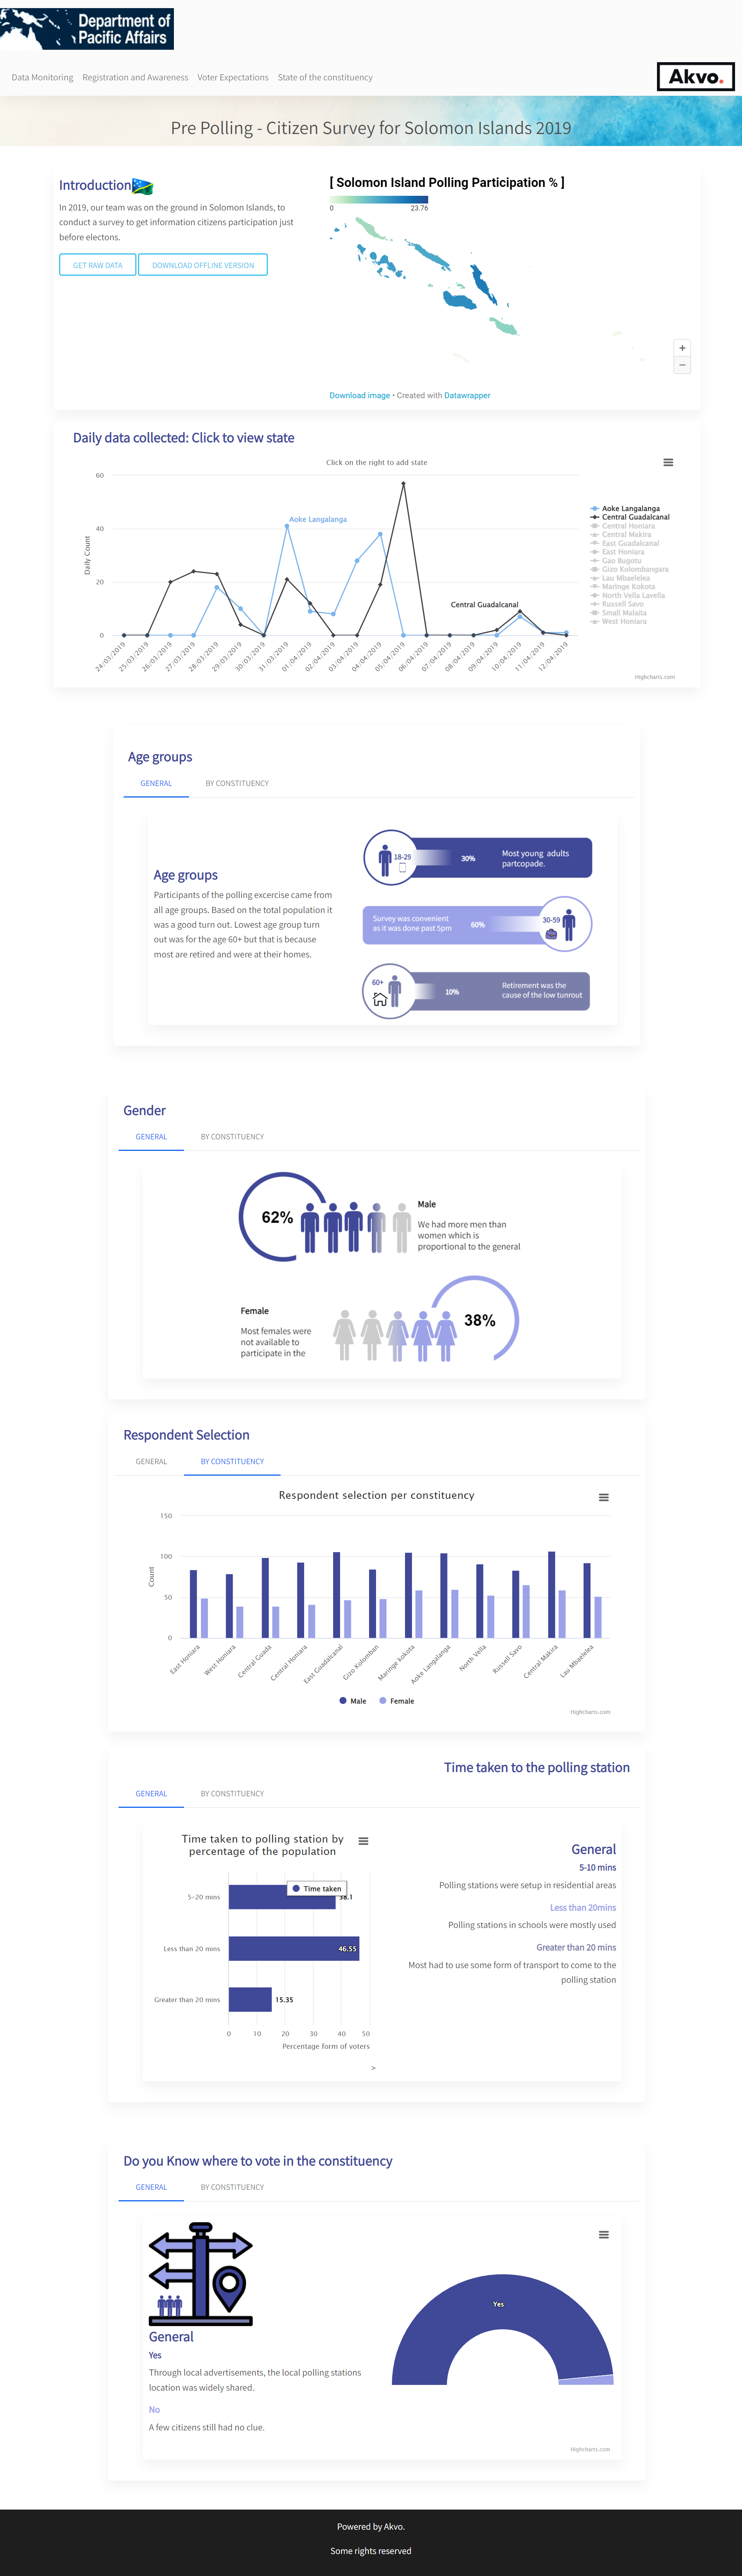 Department of
Pacific Affairs
Data Monitoring Registration and Awareness Voter Expectations State of the constituency
Akvo.
Pre Polling - Citizen Survey for Solomon Islands 2019
Introduction
In 2019, our team was on the ground in Solomon Islands, to
conduct a survey to get information citizens participation just
before electons.
GET RAW DATA
DOWNLOAD OFFLINE VERSION
[ Solomon Island Polling Participation % ]
0 23.76
+
−
Download image • Created with Datawrapper
Daily data collected: Click to view state
Click on the right to add state
Daily Count
60
40
20
0
Aoke Langalanga
Central Guadalcanal
24/03/2019
25/03/2019
26/03/2019
27/03/2019
28/03/2019
29/03/2019
30/03/2019
31/03/2019
01/04/2019
02/04/2019
03/04/2019
04/04/2019
05/04/2019
06/04/2019
07/04/2019
08/04/2019
09/04/2019
10/04/2019
11/04/2019
12/04/2019
Aoke Langalanga
Central Guadalcanal
Central Honiara
Central Makira
East Guadalcanal
East Honiara
Gao Bugotu
Gizo Kolombangara
Lau Mbaelelea
Maringe Kokota
North Vella Lavella
Russell Savu
Small Malaita
West Honiara
Highcharts.com
Age groups
GENERAL BY CONSTITUENCY
Age groups
Participants of the polling excercise came from
all age groups. Based on the total population it
was a good turn out. Lowest age group turn
out was for the age 60+ but that is because
most are retired and were at their homes.
18-29
30%
Most young adults
partcopade.
Survey was convenient
as it was done past 5pm
60%
30-59
60+
10%
Retirement was the
cause of the low tunrout
Gender
GENERAL BY CONSTITUENCY
62%
Male
We had more men than
women which is
proportional to the general
Female
Most females were
not available to
participate in the
38%
Respondent Selection
GENERAL BY CONSTITUENCY
Respondent selection per constituency
Count
150
100
50
0
East Honiara
West Honiara
Central Guada
Central Honiara
East Guadalcanal
Gizo Kolomban
Maringe kokota
Aoke Langalanga
North Vella
Russell Savo
Central Makira
Lau Mbaelelea
Male Female
Highcharts.com
Time taken to the polling station
GENERAL BY CONSTITUENCY
Time taken to polling station by
percentage of the population
Time taken
5-20 mins
38.1
Less than 20 mins
46.55
Greater than 20 mins
15.35
0 10 20 30 40 50
Percentage form of voters
>
General
5-10 mins
Polling stations were setup in residential areas
Less than 20mins
Polling stations in schools were mostly used
Greater than 20 mins
Most had to use some form of transport to come to the
polling station
Do you Know where to vote in the constituency
GENERAL BY CONSTITUENCY
General
Yes
Through local advertisements, the local polling stations
location was widely shared.
No
A few citizens still had no clue.
Yes
Highcharts.com
Powered by Akvo.
Some rights reserved